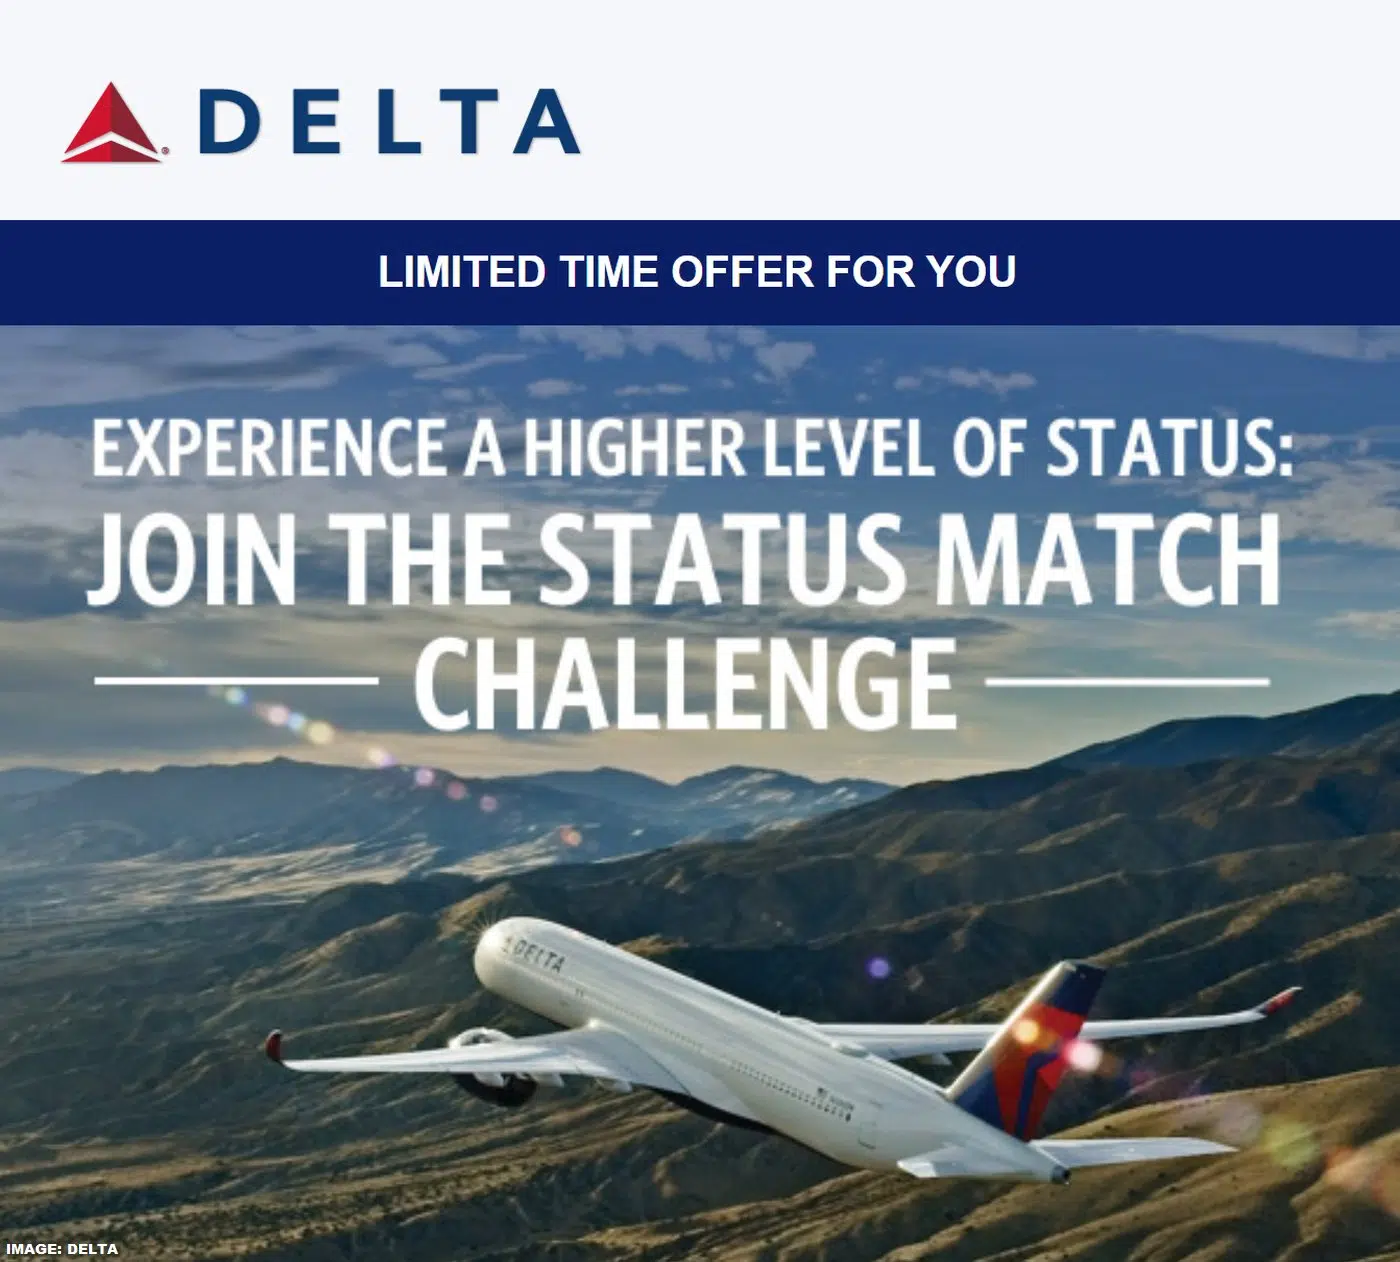 DELTA
LIMITED TIME OFFER FOR YOU
EXPERIENCE A HIGHER LEVEL OF STATUS:
JOIN THE STATUS MATCH
CHALLENGE
DELTA
IMAGE: DELTA